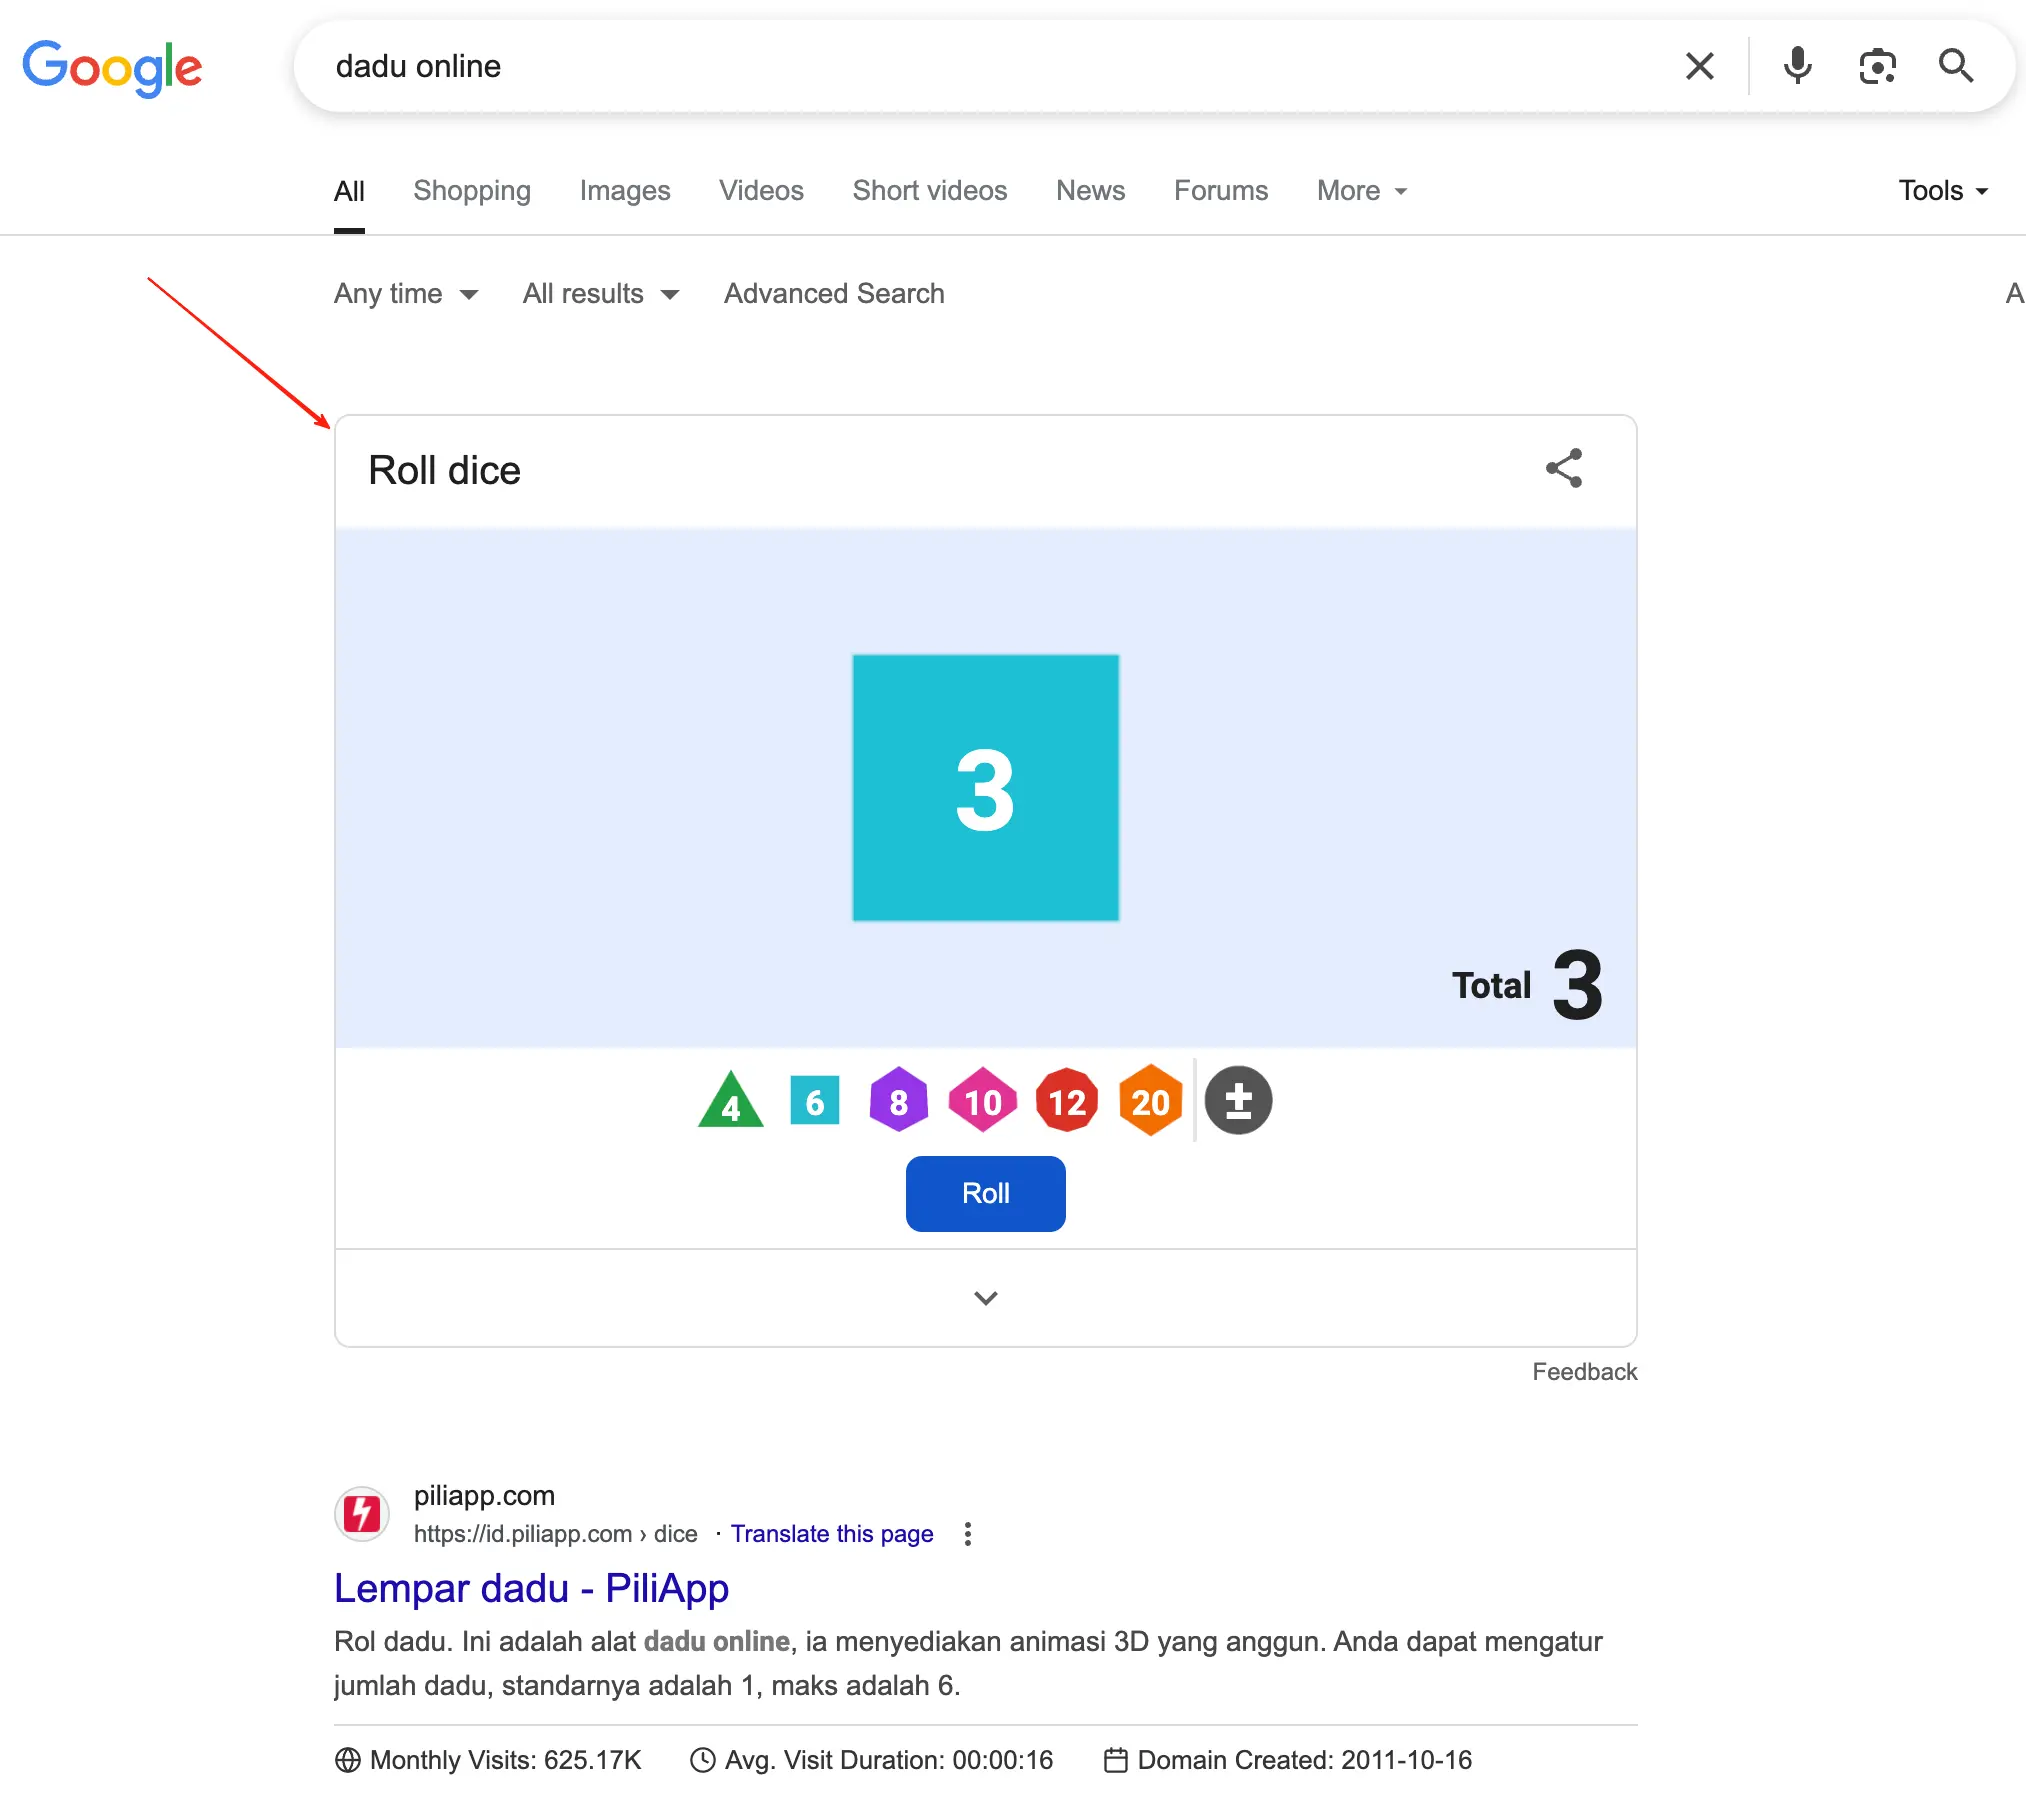 Google
dadu online
All Shopping Images Videos Short videos News Forums More Tools
Any time All results Advanced Search A
Roll dice
3
Total 3
4 6 8 10 12 20 ±
Roll
Feedback
piliapp.com
https://id.piliapp.com › dice · Translate this page
Lempar dadu - PiliApp
Rol dadu. Ini adalah alat dadu online, ia menyediakan animasi 3D yang anggun. Anda dapat mengatur
jumlah dadu, standarnya adalah 1, maks adalah 6.
Monthly Visits: 625.17K Avg. Visit Duration: 00:00:16 Domain Created: 2011-10-16